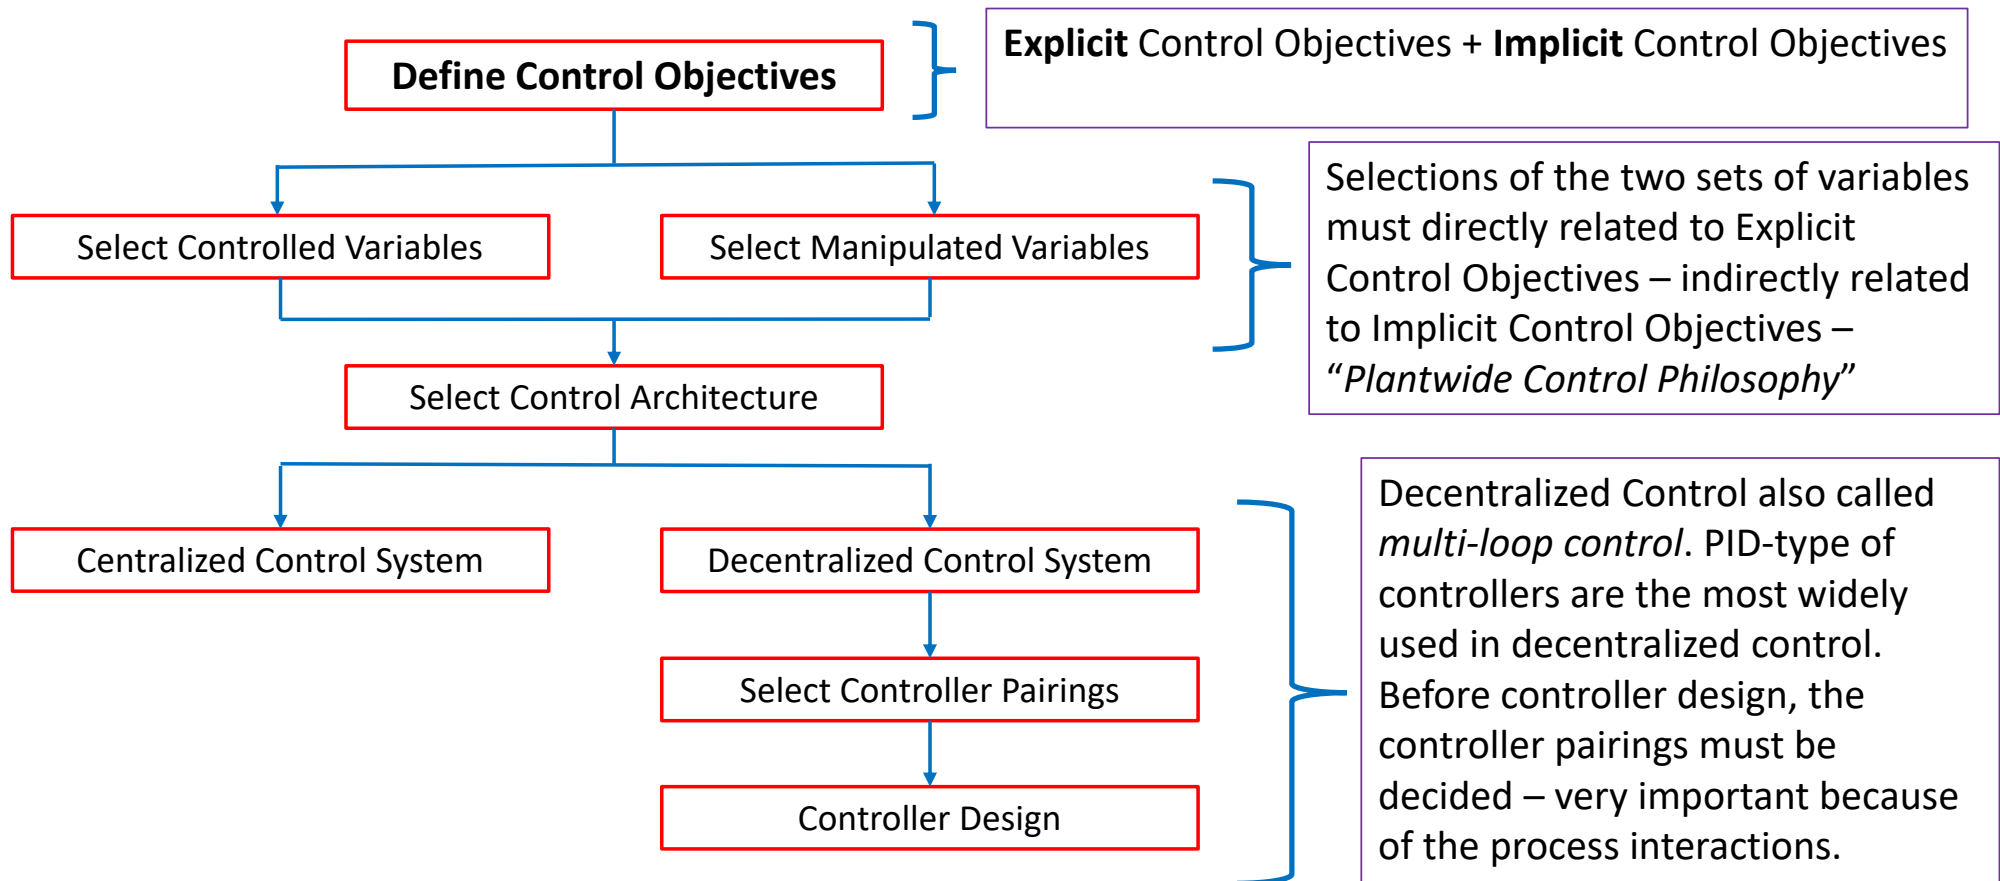 Define Control Objectives
Explicit Control Objectives + Implicit Control Objectives
Select Controlled Variables
Select Manipulated Variables
Selections of the two sets of variables
must directly related to Explicit
Control Objectives – indirectly related
to Implicit Control Objectives –
“Plantwide Control Philosophy”
Select Control Architecture
Centralized Control System
Decentralized Control System
Select Controller Pairings
Controller Design
Decentralized Control also called
multi-loop control. PID-type of
controllers are the most widely
used in decentralized control.
Before controller design, the
controller pairings must be
decided – very important because
of the process interactions.